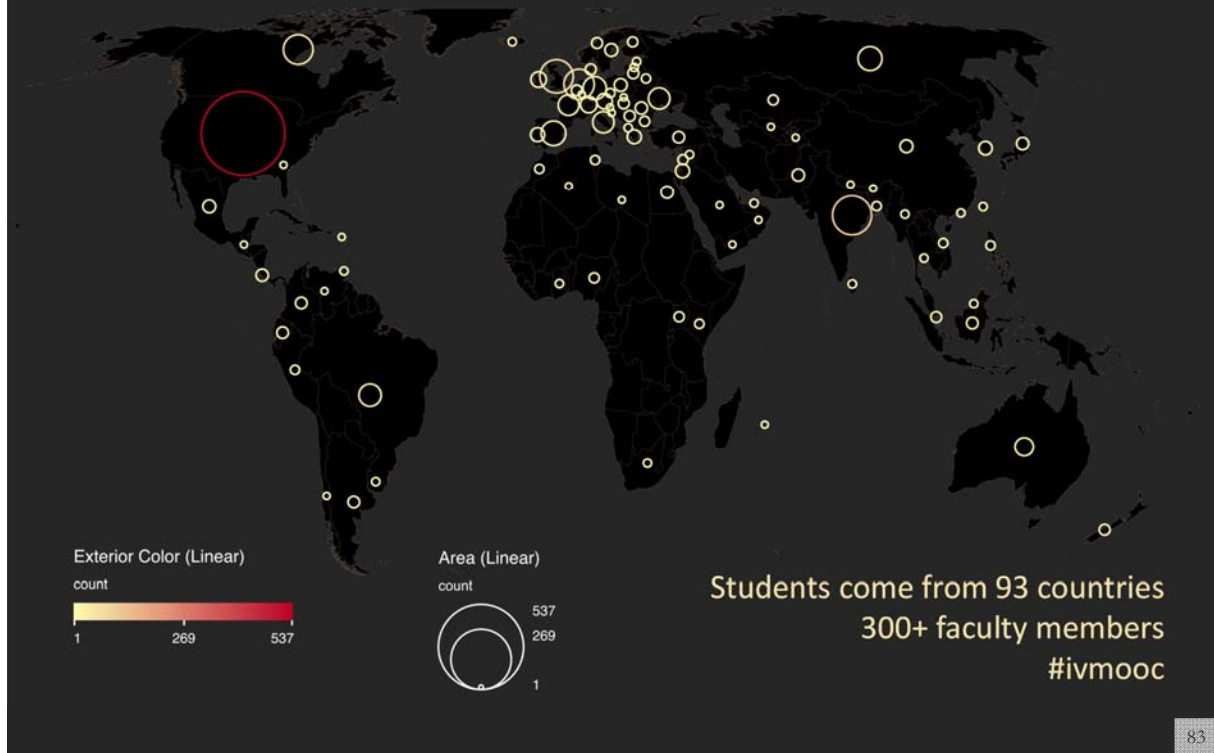 Exterior Color (Linear)
count
1 269 537
Area (Linear)
count
537
269
1
Students come from 93 countries
300+ faculty members
#ivmooc
83